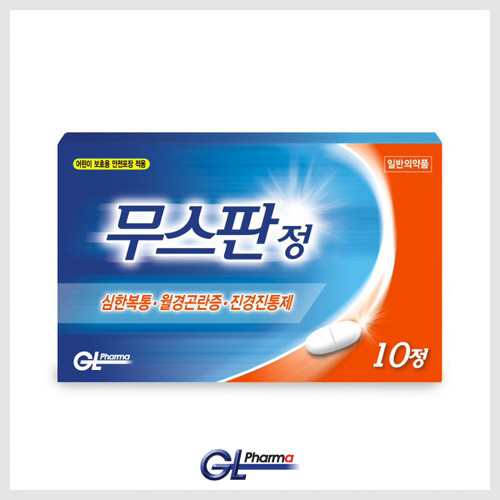 어린이 보호용 안전포장 적용
일반의약품
무스판정
심한복통·월경곤란증·진경진통제
GL Pharma
10정
GL Pharma